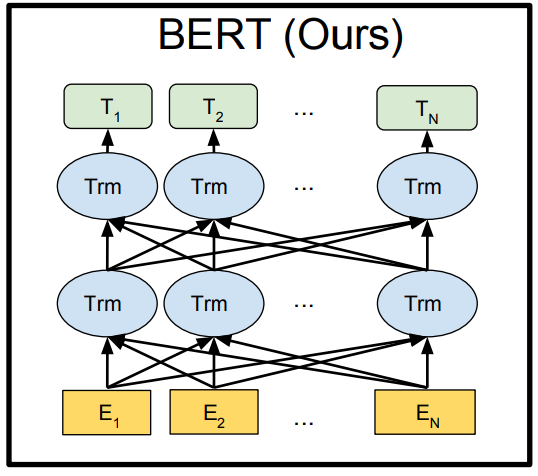 BERT (Ours)
T1 T2 ... TN
Trm Trm ... Trm
Trm Trm ... Trm
E1 E2 ... EN